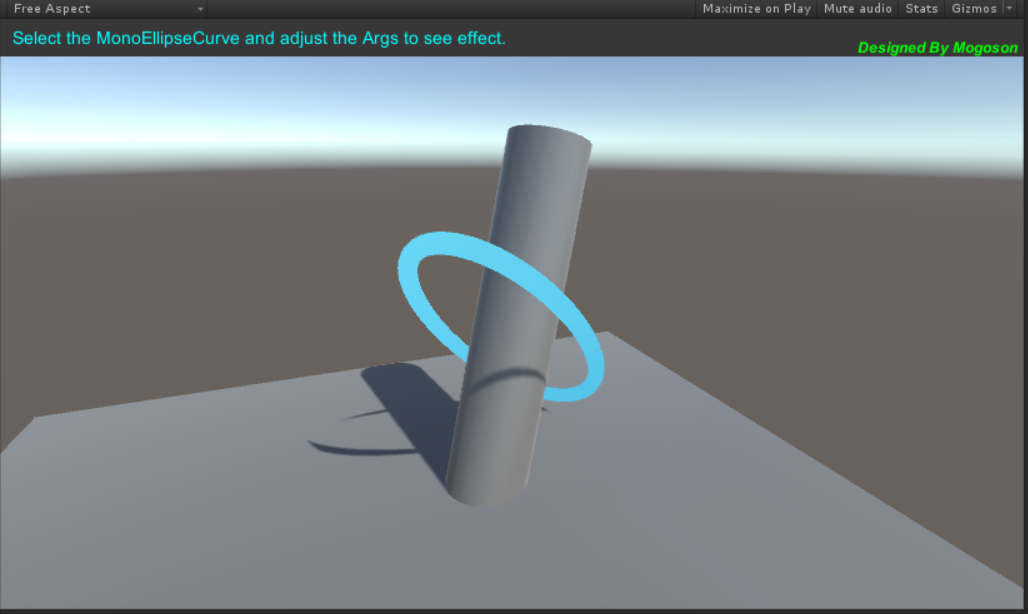 Free Aspect
Maximize on Play Mute audio Stats Gizmos
Select the MonoEllipseCurve and adjust the Args to see effect.
Designed By Mogoson